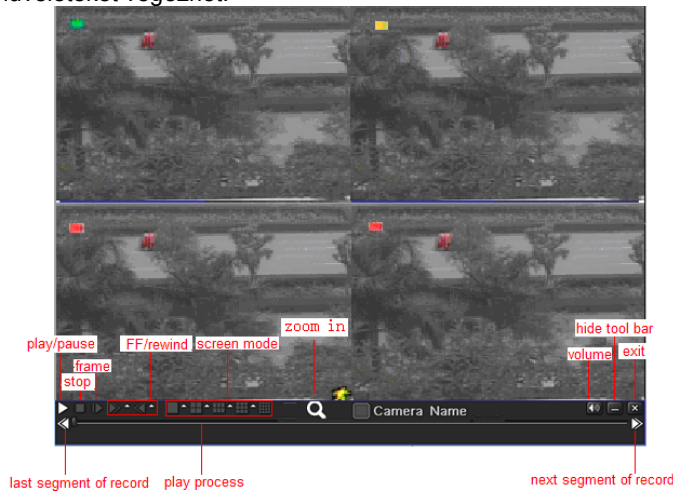 zoom in
hide tool bar
play/pause
FF/rewind
screen mode
volume
exit
frame
stop
Camera Name
last segment of record
play process
next segment of record